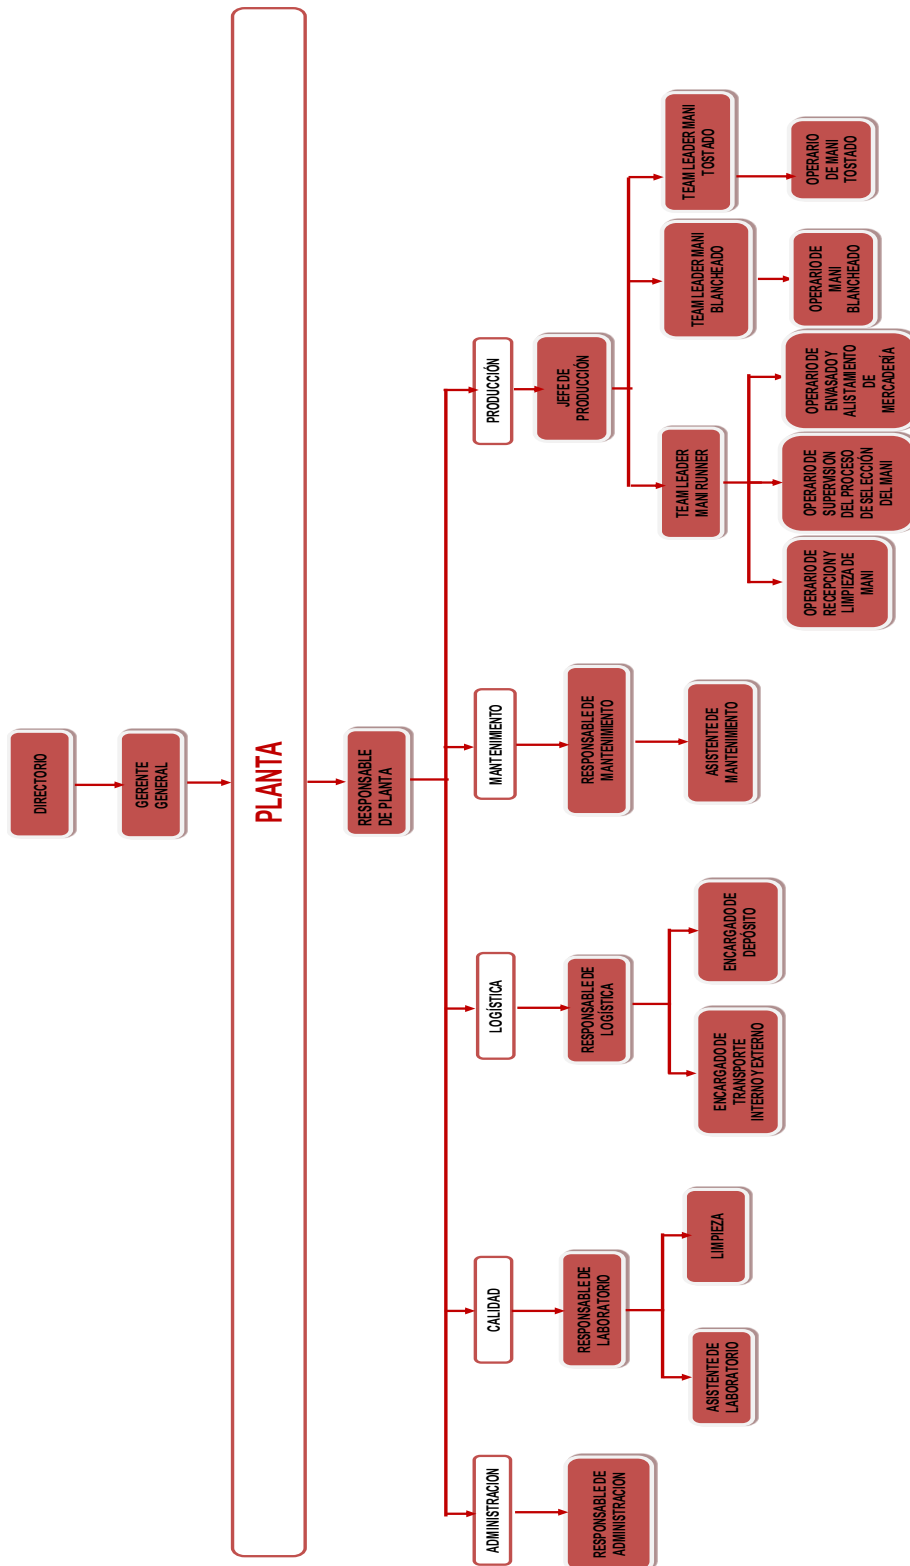 DIRECTORIO
GERENTE
GENERAL
PLANTA
RESPONSABLE
DE PLANTA
ADMINISTRACION
CALIDAD
LOGÍSTICA
MANTENIMIENTO
PRODUCCIÓN
RESPONSABLE DE
ADMINISTRACION
RESPONSABLE DE
LABORATORIO
RESPONSABLE DE
LOGÍSTICA
RESPONSABLE DE
MANTENIMIENTO
JEFE DE
PRODUCCIÓN
ASISTENTE DE
LABORATORIO
LIMPIEZA
ENCARGADO DE
TRANSPORTE
INTERNO Y EXTERNO
ENCARGADO DE
DEPÓSITO
ASISTENTE DE
MANTENIMIENTO
TEAM LEADER
MANI RUNNER
TEAM LEADER MANI
BLANCHEADO
TEAM LEADER MANI
TOSTADO
OPERARIO DE
RECEPCION Y
LIMPIEZA DE
MANI
OPERARIO DE
SUPERVISION
DEL PROCESO
DE SELECCIÓN
DEL MANI
OPERARIO DE
ENVASADO Y
ALISTAMIENTO
DE
MERCADERÍA
OPERARIO DE
MANI
BLANCHEADO
OPERARIO
DE MANI
TOSTADO